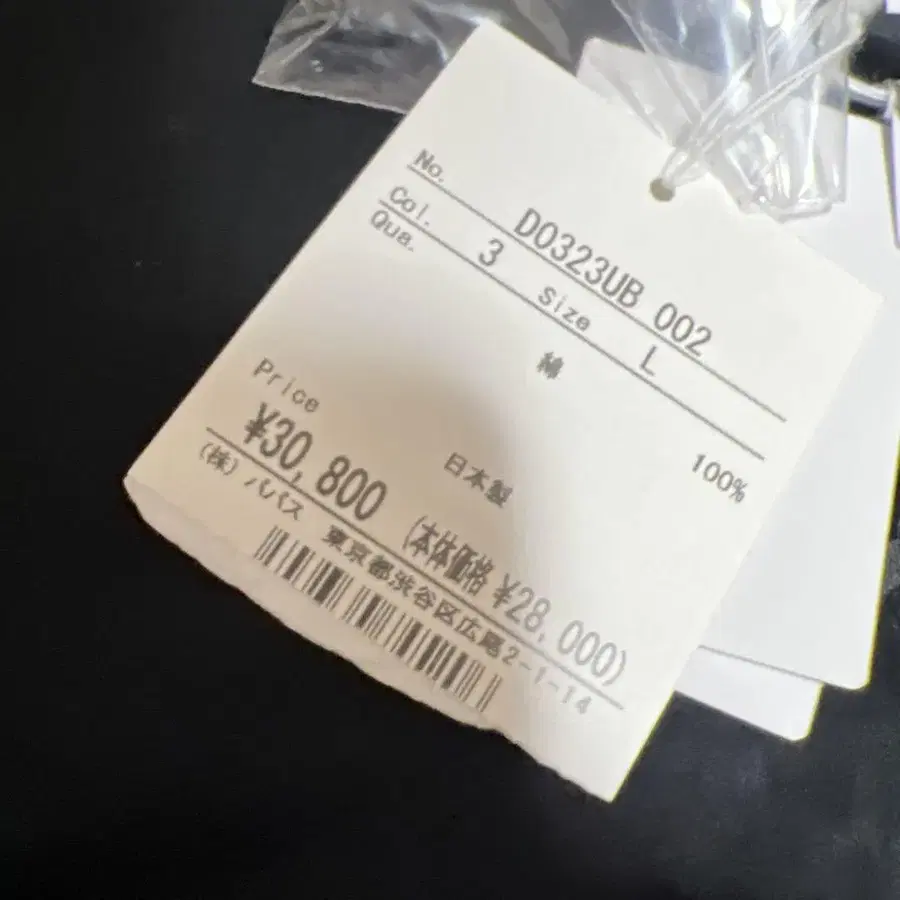 No. D0323UB 002
Col. 3 Size L
Qua. 綿 100%
日本製
Price
¥30,800 (本体価格 ¥28,000)
(株) パパス 東京都渋谷区広尾2-1-14